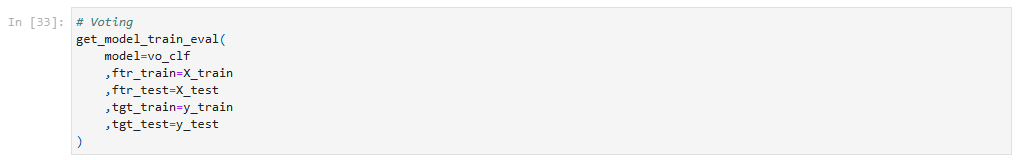 In [33]:
# Voting
get_model_train_eval(
    model=vo_clf
    ,ftr_train=X_train
    ,ftr_test=X_test
    ,tgt_train=y_train
    ,tgt_test=y_test
)